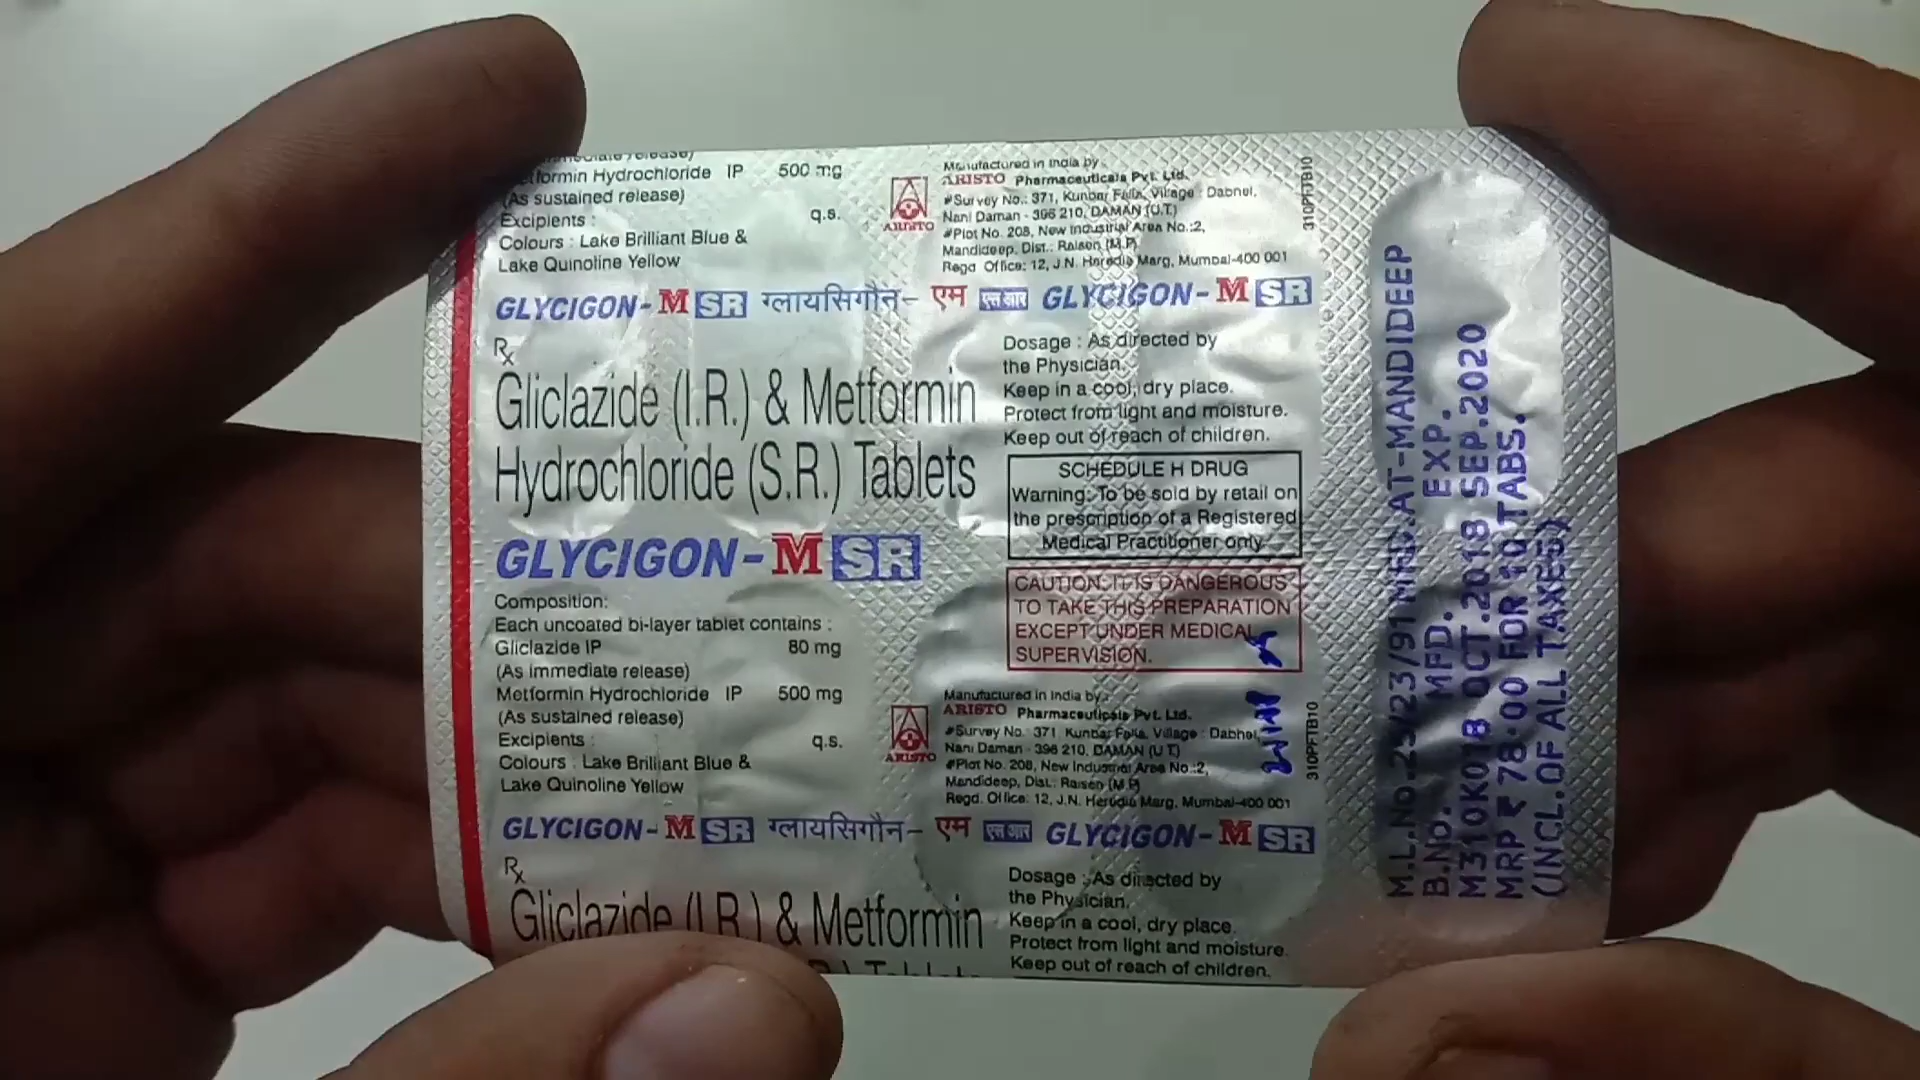 Metformin Hydrochloride IP 500 mg
(As sustained release)
Excipients : q.s.
Colours : Lake Brilliant Blue &
Lake Quinoline Yellow
Manufactured in India by :
ARISTO Pharmaceuticals Pvt. Ltd.
#Survey No.: 371, Kunbar Falia, Village : Dabhel,
Nani Daman - 396 210, DAMAN (U.T.)
#Plot No. 208, New Industrial Area No.:2,
Mandideep, Dist.: Raisen (M.P)
Regd Office: 12, J.N. Heredia Marg, Mumbai-400 001
ARISTO
310PFTB10
GLYCIGON-M SR ग्लायसिगौन- एम एस आर GLYCIGON-M SR
Rx
Gliclazide (I.R.) & Metformin
Hydrochloride (S.R.) Tablets
GLYCIGON-M SR
Composition:
Each uncoated bi-layer tablet contains :
Gliclazide IP 80 mg
(As immediate release)
Metformin Hydrochloride IP 500 mg
(As sustained release)
Excipients : q.s.
Colours : Lake Brilliant Blue &
Lake Quinoline Yellow
Dosage : As directed by
the Physician.
Keep in a cool, dry place.
Protect from light and moisture.
Keep out of reach of children.
SCHEDULE H DRUG
Warning: To be sold by retail on
the prescription of a Registered
Medical Practitioner only.
CAUTION: IT IS DANGEROUS
TO TAKE THIS PREPARATION
EXCEPT UNDER MEDICAL
SUPERVISION.
Manufactured in India by :
ARISTO Pharmaceuticals Pvt. Ltd.
#Survey No. 371, Kunbar Falia, Village : Dabhel,
Nani Daman - 396 210, DAMAN (U.T.)
#Plot No. 208, New Industrial Area No.:2,
Mandideep, Dist.: Raisen (M.P)
Regd. Office: 12, J.N. Heredia Marg, Mumbai-400 001
ARISTO
310PFTB10
GLYCIGON-M SR ग्लायसिगौन- एम एस आर GLYCIGON-M SR
Rx
Gliclazide (I.R.) & Metformin
Dosage : As directed by
the Physician.
Keep in a cool, dry place.
Protect from light and moisture.
Keep out of reach of children.
M.L.No.25/23/91 MFD.AT-MANDIDEEP
B.No. MFD. EXP.
M310K018 OCT.2018 SEP.2020
MRP ₹ 78.00 FOR 10 TABS.
(INCL.OF ALL TAXES)